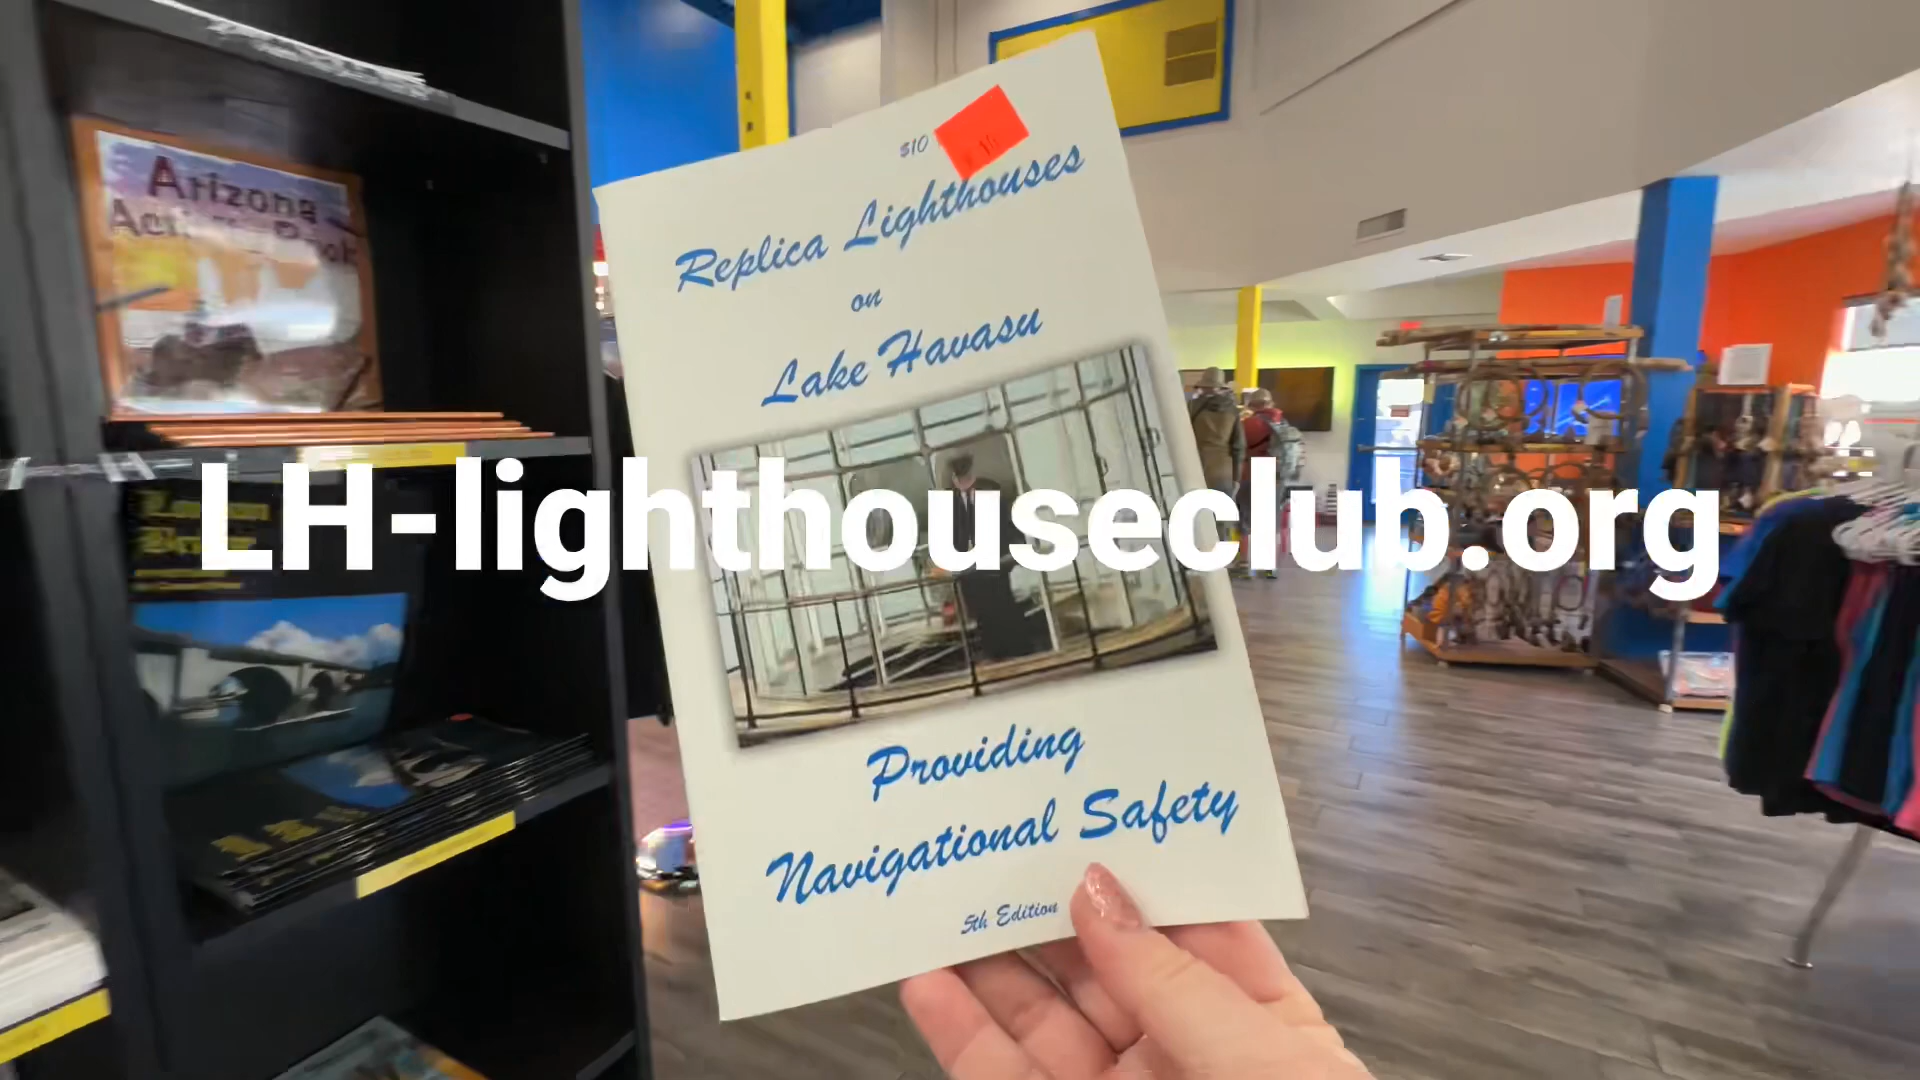 Arizona
$10
Replica Lighthouses
on
Lake Havasu
LH-lighthouseclub.org
Providing
Navigational Safety
5th Edition